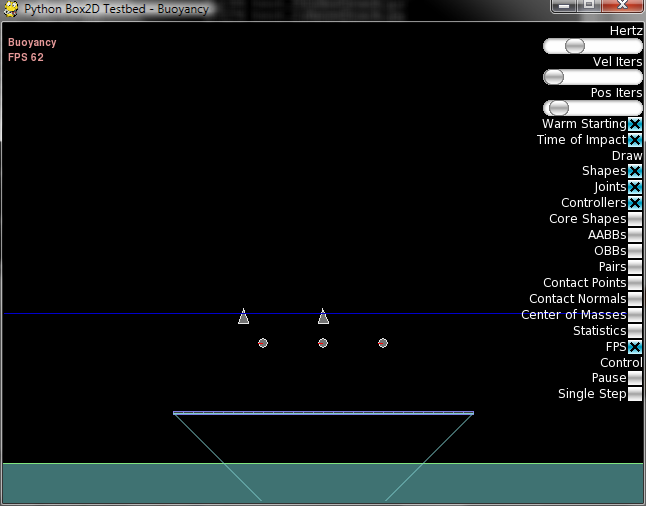 Python Box2D Testbed - Buoyancy
Buoyancy
FPS 62
Hertz
Vel Iters
Pos Iters
Warm Starting
Time of Impact
Draw
Shapes
Joints
Controllers
Core Shapes
AABBs
OBBs
Pairs
Contact Points
Contact Normals
Center of Masses
Statistics
FPS
Control
Pause
Single Step